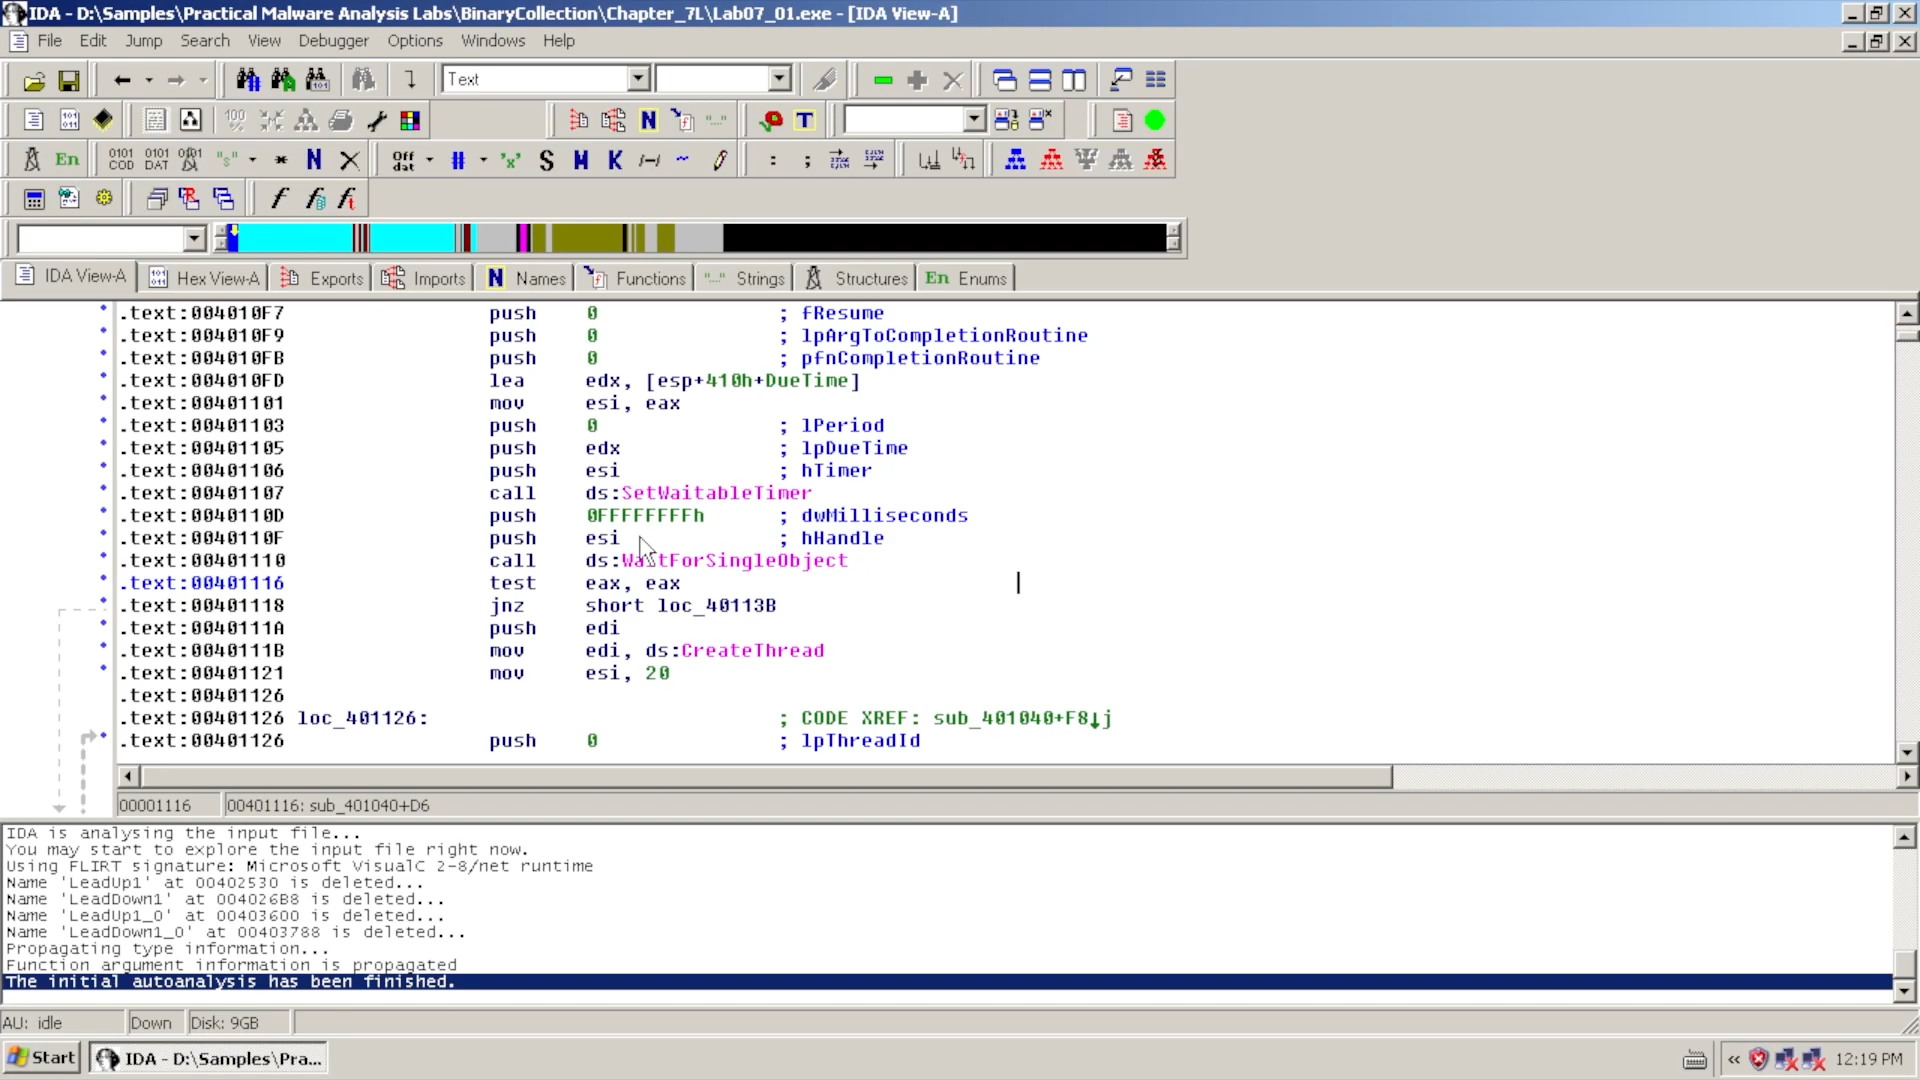 IDA - D:\Samples\Practical Malware Analysis Labs\BinaryCollection\Chapter_7L\Lab07_01.exe - [IDA View-A]
File Edit Jump Search View Debugger Options Windows Help
Text
En
Off dat
IDA View-A Hex View-A Exports Imports N Names Functions Strings Structures En Enums
.text:004010F7 push 0 ; fResume
.text:004010F9 push 0 ; lpArgToCompletionRoutine
.text:004010FB push 0 ; pfnCompletionRoutine
.text:004010FD lea edx, [esp+410h+DueTime]
.text:00401101 mov esi, eax
.text:00401103 push 0 ; lPeriod
.text:00401105 push edx ; lpDueTime
.text:00401106 push esi ; hTimer
.text:00401107 call ds:SetWaitableTimer
.text:0040110D push 0FFFFFFFFh ; dwMilliseconds
.text:0040110F push esi ; hHandle
.text:00401110 call ds:WaitForSingleObject
.text:00401116 test eax, eax
.text:00401118 jnz short loc_40113B
.text:0040111A push edi
.text:0040111B mov edi, ds:CreateThread
.text:00401121 mov esi, 20
.text:00401126
.text:00401126 loc_401126: ; CODE XREF: sub_401040+F8↓j
.text:00401126 push 0 ; lpThreadId
00001116 00401116: sub_401040+D6
IDA is analysing the input file...
You may start to explore the input file right now.
Using FLIRT signature: Microsoft VisualC 2-8/net runtime
Name 'LeadUp1' at 00402530 is deleted...
Name 'LeadDown1' at 004026B8 is deleted...
Name 'LeadUp1_0' at 00403600 is deleted...
Name 'LeadDown1_0' at 00403788 is deleted...
Propagating type information...
Function argument information is propagated
The initial autoanalysis has been finished.
AU: idle Down Disk: 9GB
Start IDA - D:\Samples\Pra... « 12:19 PM